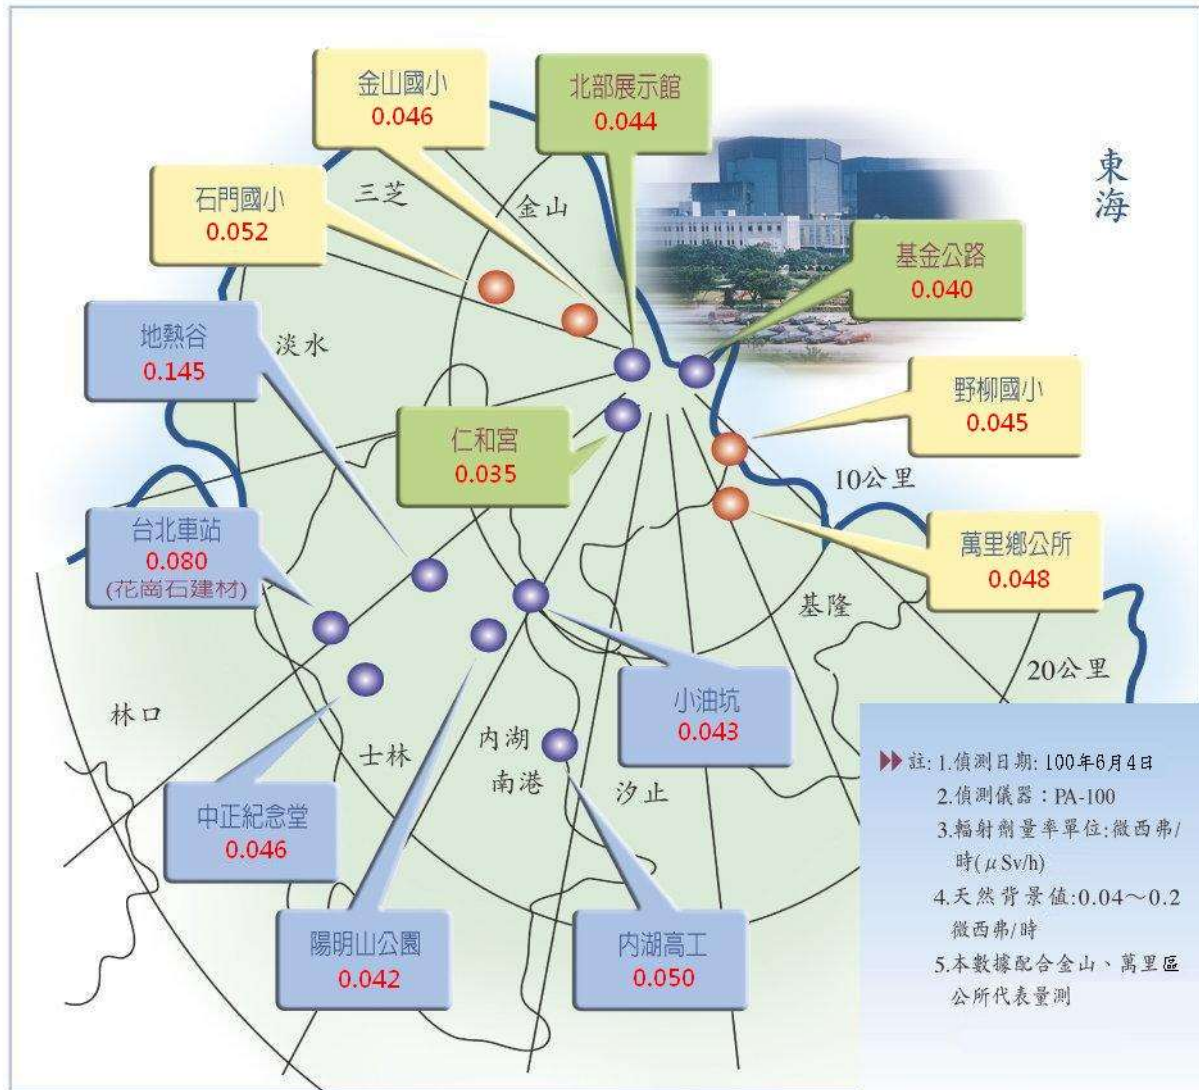 金山國小
0.046
北部展示館
0.044
東海
石門國小
0.052
三芝
金山
基金公路
0.040
地熱谷
0.145
淡水
野柳國小
0.045
仁和宮
0.035
10公里
台北車站
0.080
(花崗石建材)
萬里鄉公所
0.048
基隆
20公里
林口
小油坑
0.043
士林
內湖
南港
汐止
中正紀念堂
0.046
陽明山公園
0.042
內湖高工
0.050
註:1.偵測日期:100年6月4日
2.偵測儀器：PA-100
3.輻射劑量率單位:微西弗/
時(μSv/h)
4.天然背景值:0.04～0.2
微西弗/時
5.本數據配合金山、萬里區
公所代表量測